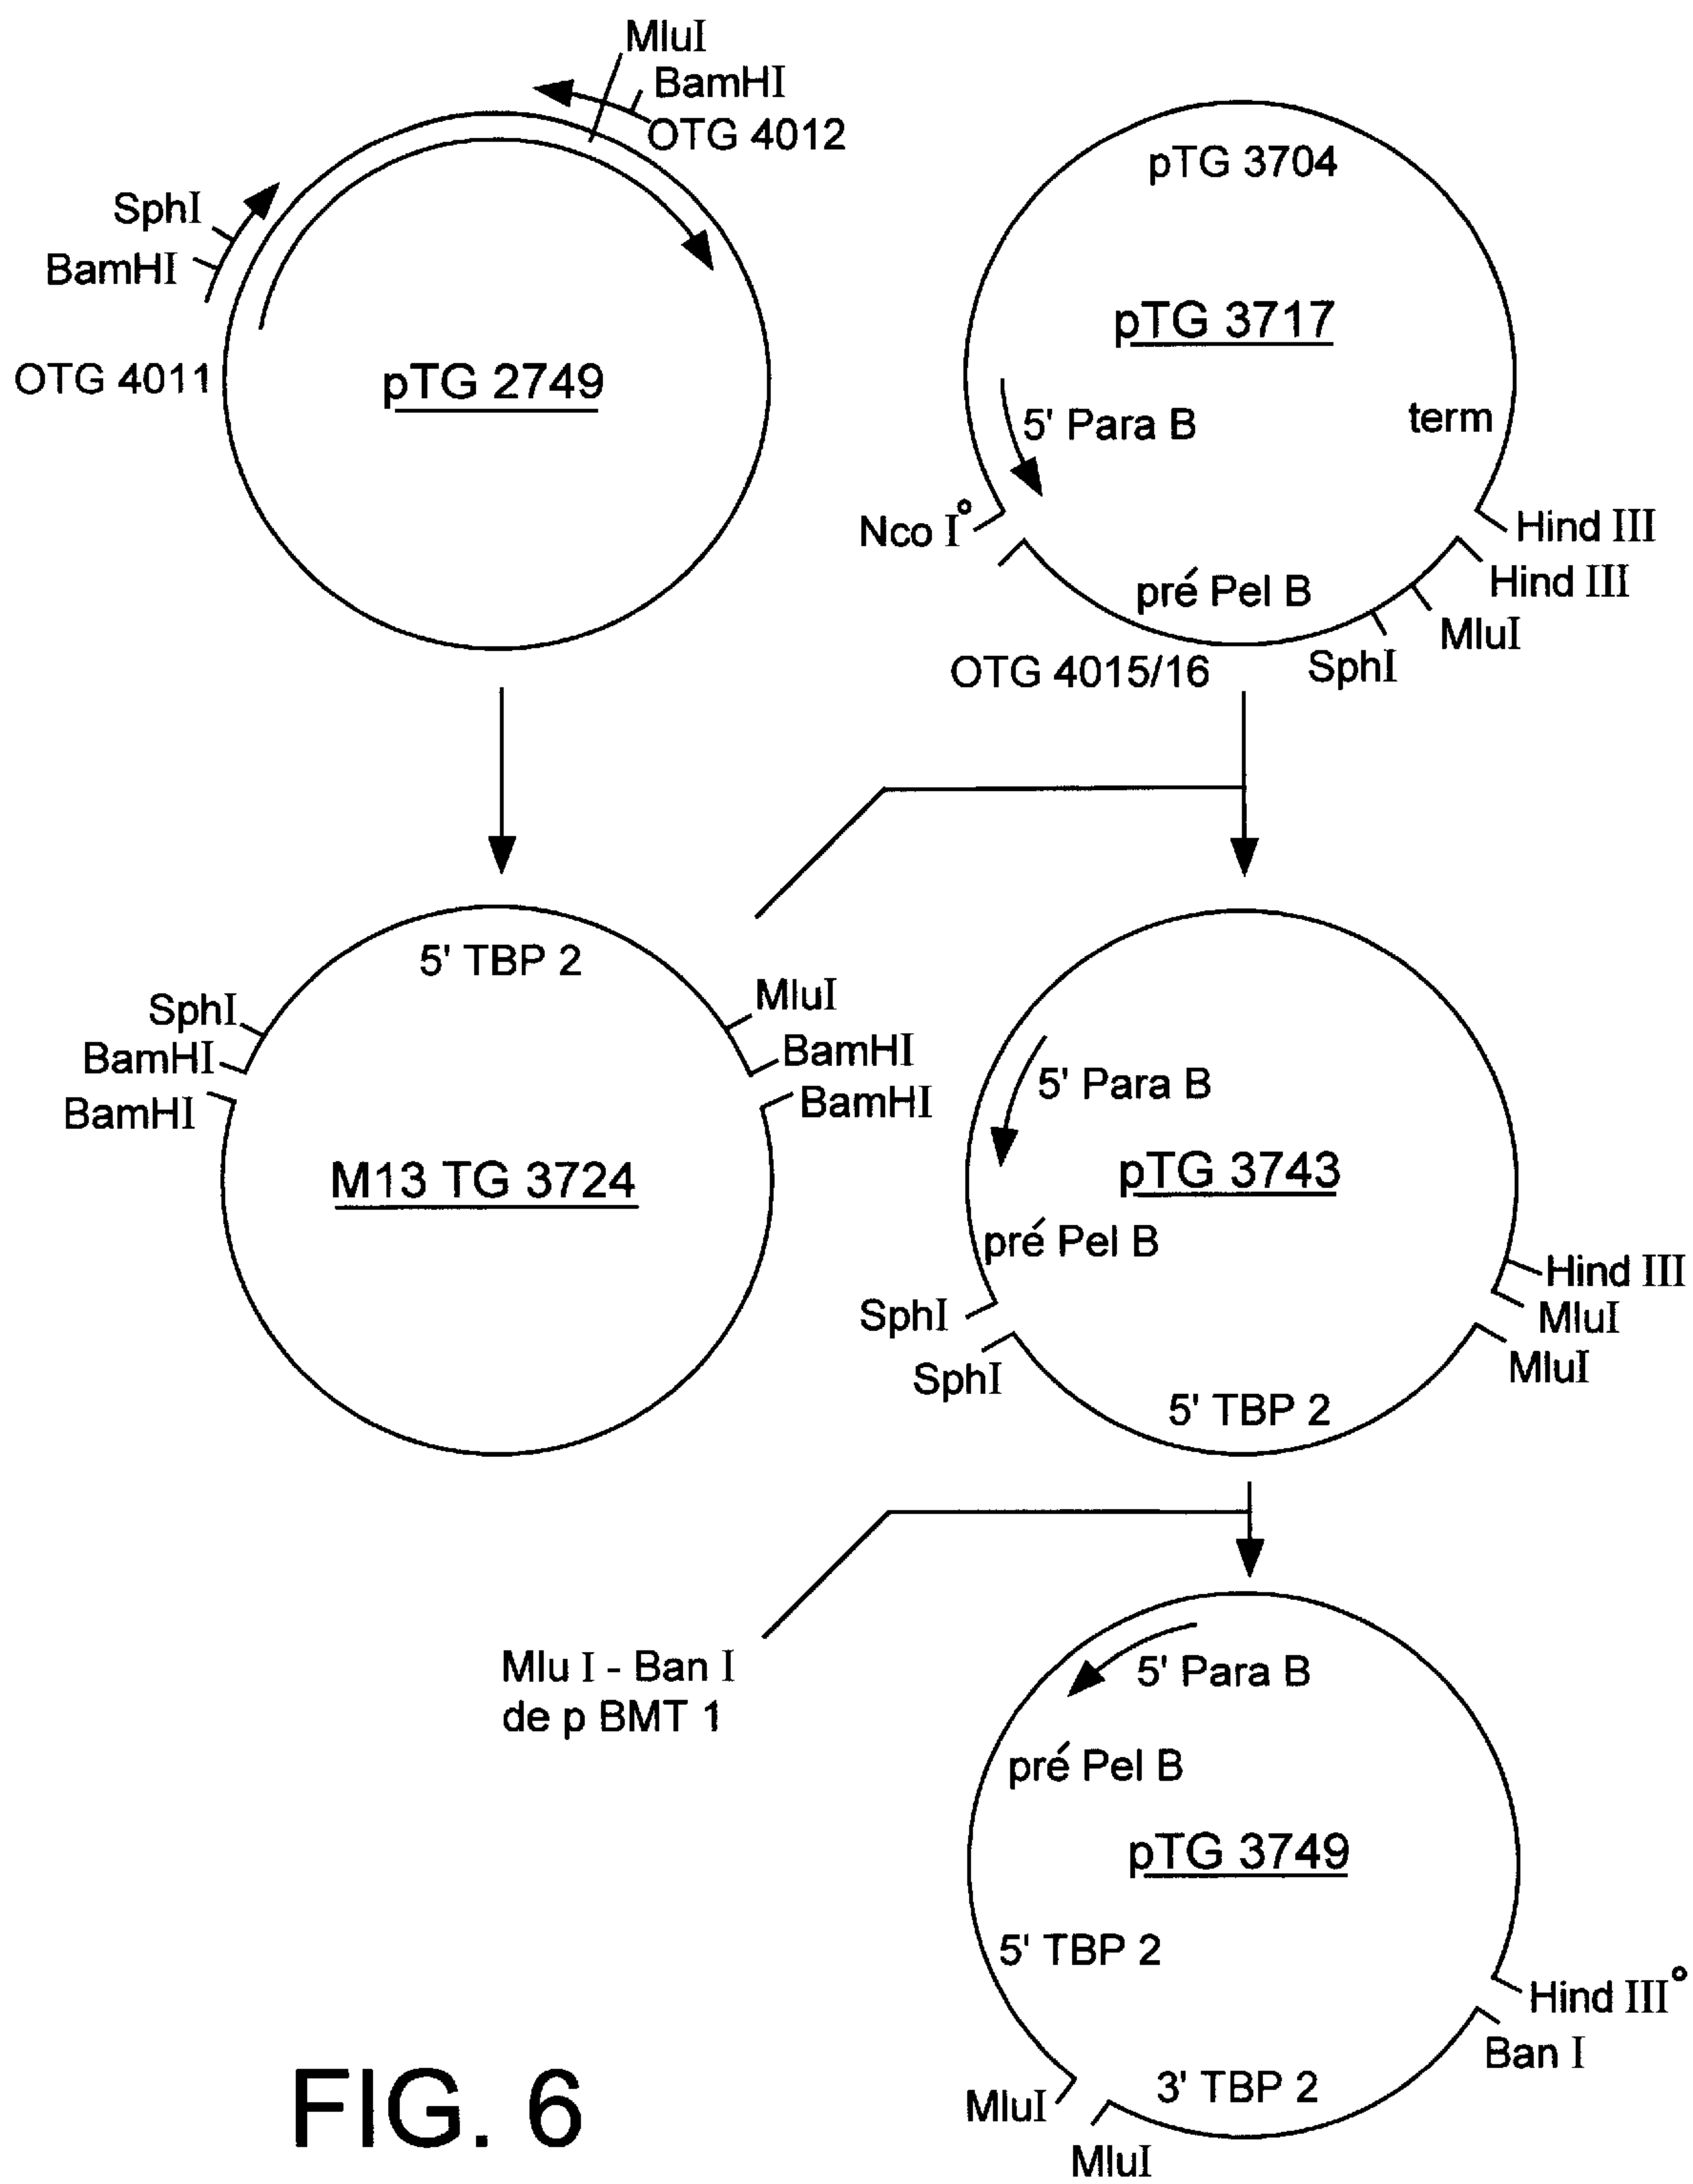 MluI
BamHI
OTG 4012
SphI
BamHI
OTG 4011
pTG 2749
pTG 3704
pTG 3717
5' Para B
term
Nco I°
Hind III
Hind III
pré Pel B
MluI
SphI
OTG 4015/16
5' TBP 2
SphI
MluI
BamHI
BamHI
BamHI
BamHI
M13 TG 3724
5' Para B
pTG 3743
pré Pel B
Hind III
SphI
MluI
SphI
MluI
5' TBP 2
Mlu I - Ban I
de p BMT 1
5' Para B
pré Pel B
pTG 3749
5' TBP 2
Hind III°
Ban I
3' TBP 2
MluI
MluI
FIG. 6